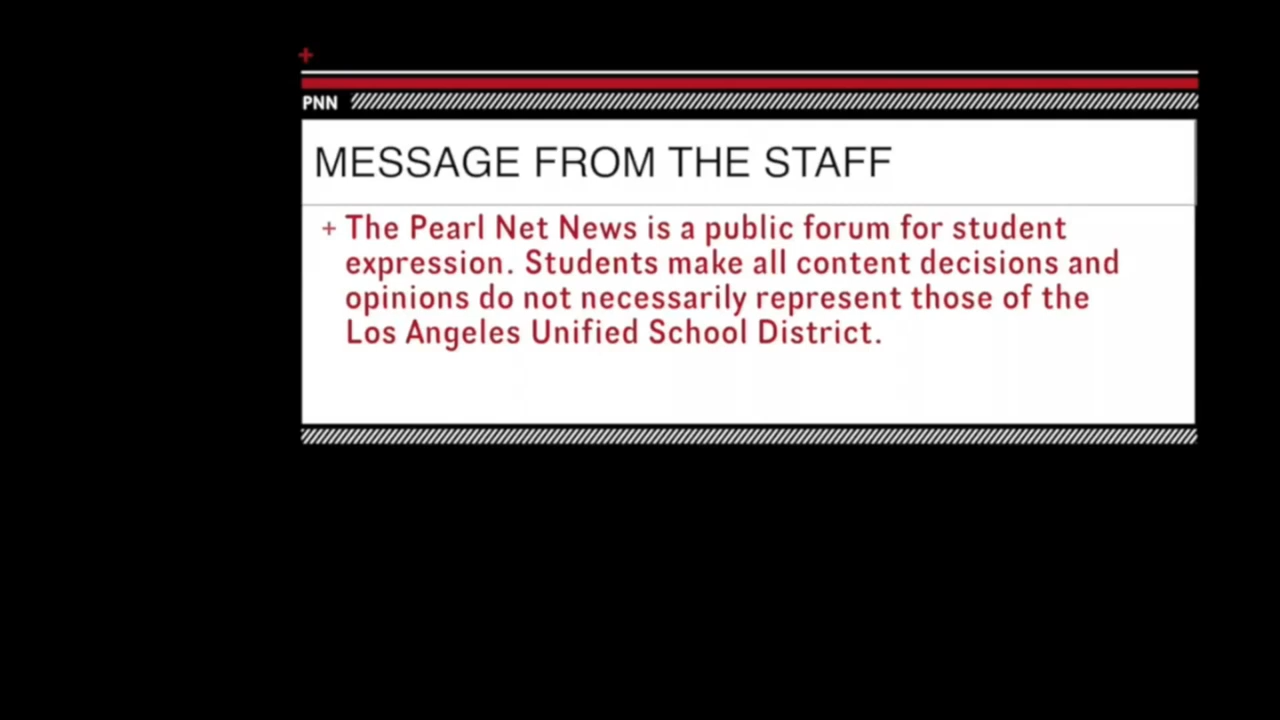 +
PNN
MESSAGE FROM THE STAFF
+ The Pearl Net News is a public forum for student
expression. Students make all content decisions and
opinions do not necessarily represent those of the
Los Angeles Unified School District.